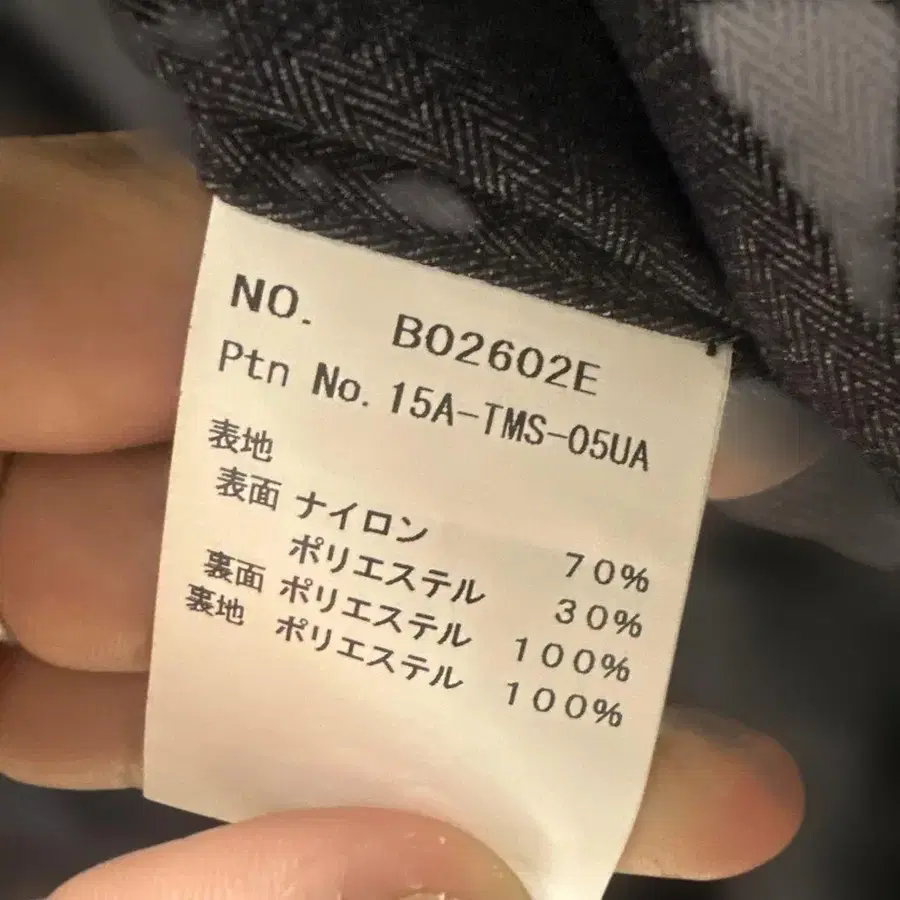 NO. B02602E
Ptn No. 15A-TMS-05UA
表地
表面 ナイロン 70%
ポリエステル 30%
裏面 ポリエステル 100%
裏地 ポリエステル 100%